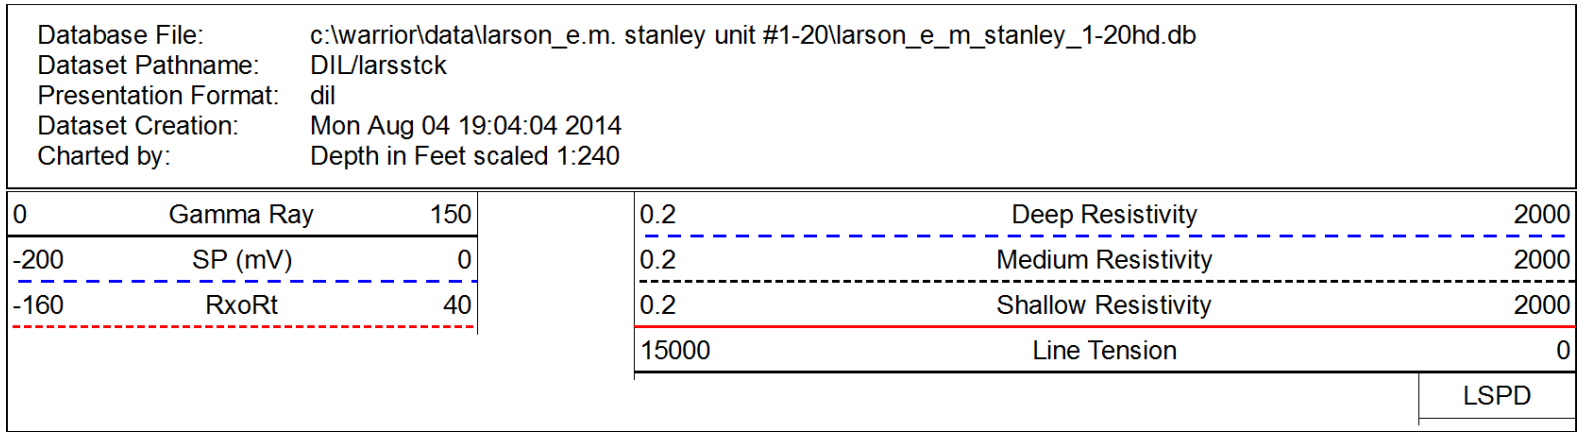 Database File: c:\warrior\data\larson_e.m. stanley unit #1-20\larson_e_m_stanley_1-20hd.db
Dataset Pathname: DIL/larsstck
Presentation Format: dil
Dataset Creation: Mon Aug 04 19:04:04 2014
Charted by: Depth in Feet scaled 1:240
0 Gamma Ray 150 0.2 Deep Resistivity 2000
-200 SP (mV) 0 0.2 Medium Resistivity 2000
-160 RxoRt 40 0.2 Shallow Resistivity 2000
15000 Line Tension 0
LSPD